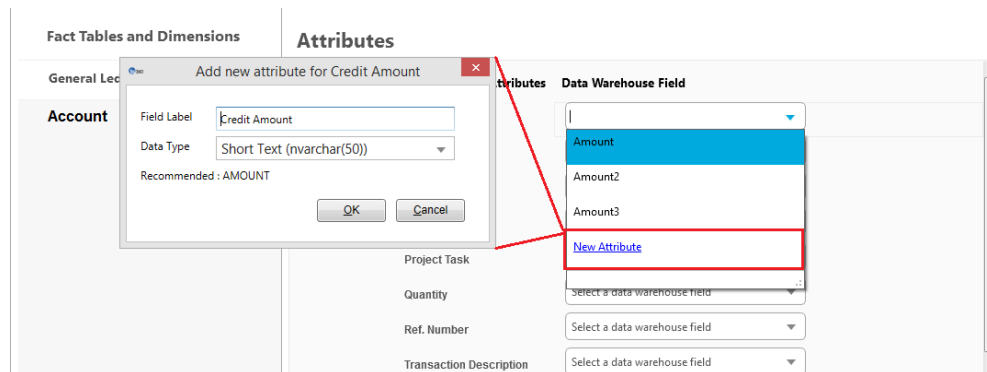 Fact Tables and Dimensions
Attributes
General Led
Add new attribute for Credit Amount
ttributes
Data Warehouse Field
Account
Field Label
Credit Amount
Data Type
Short Text (nvarchar(50))
Recommended : AMOUNT
OK
Cancel
Amount
Amount2
Amount3
New Attribute
Project Task
Quantity
Select a data warehouse field
Ref. Number
Select a data warehouse field
Transaction Description
Select a data warehouse field